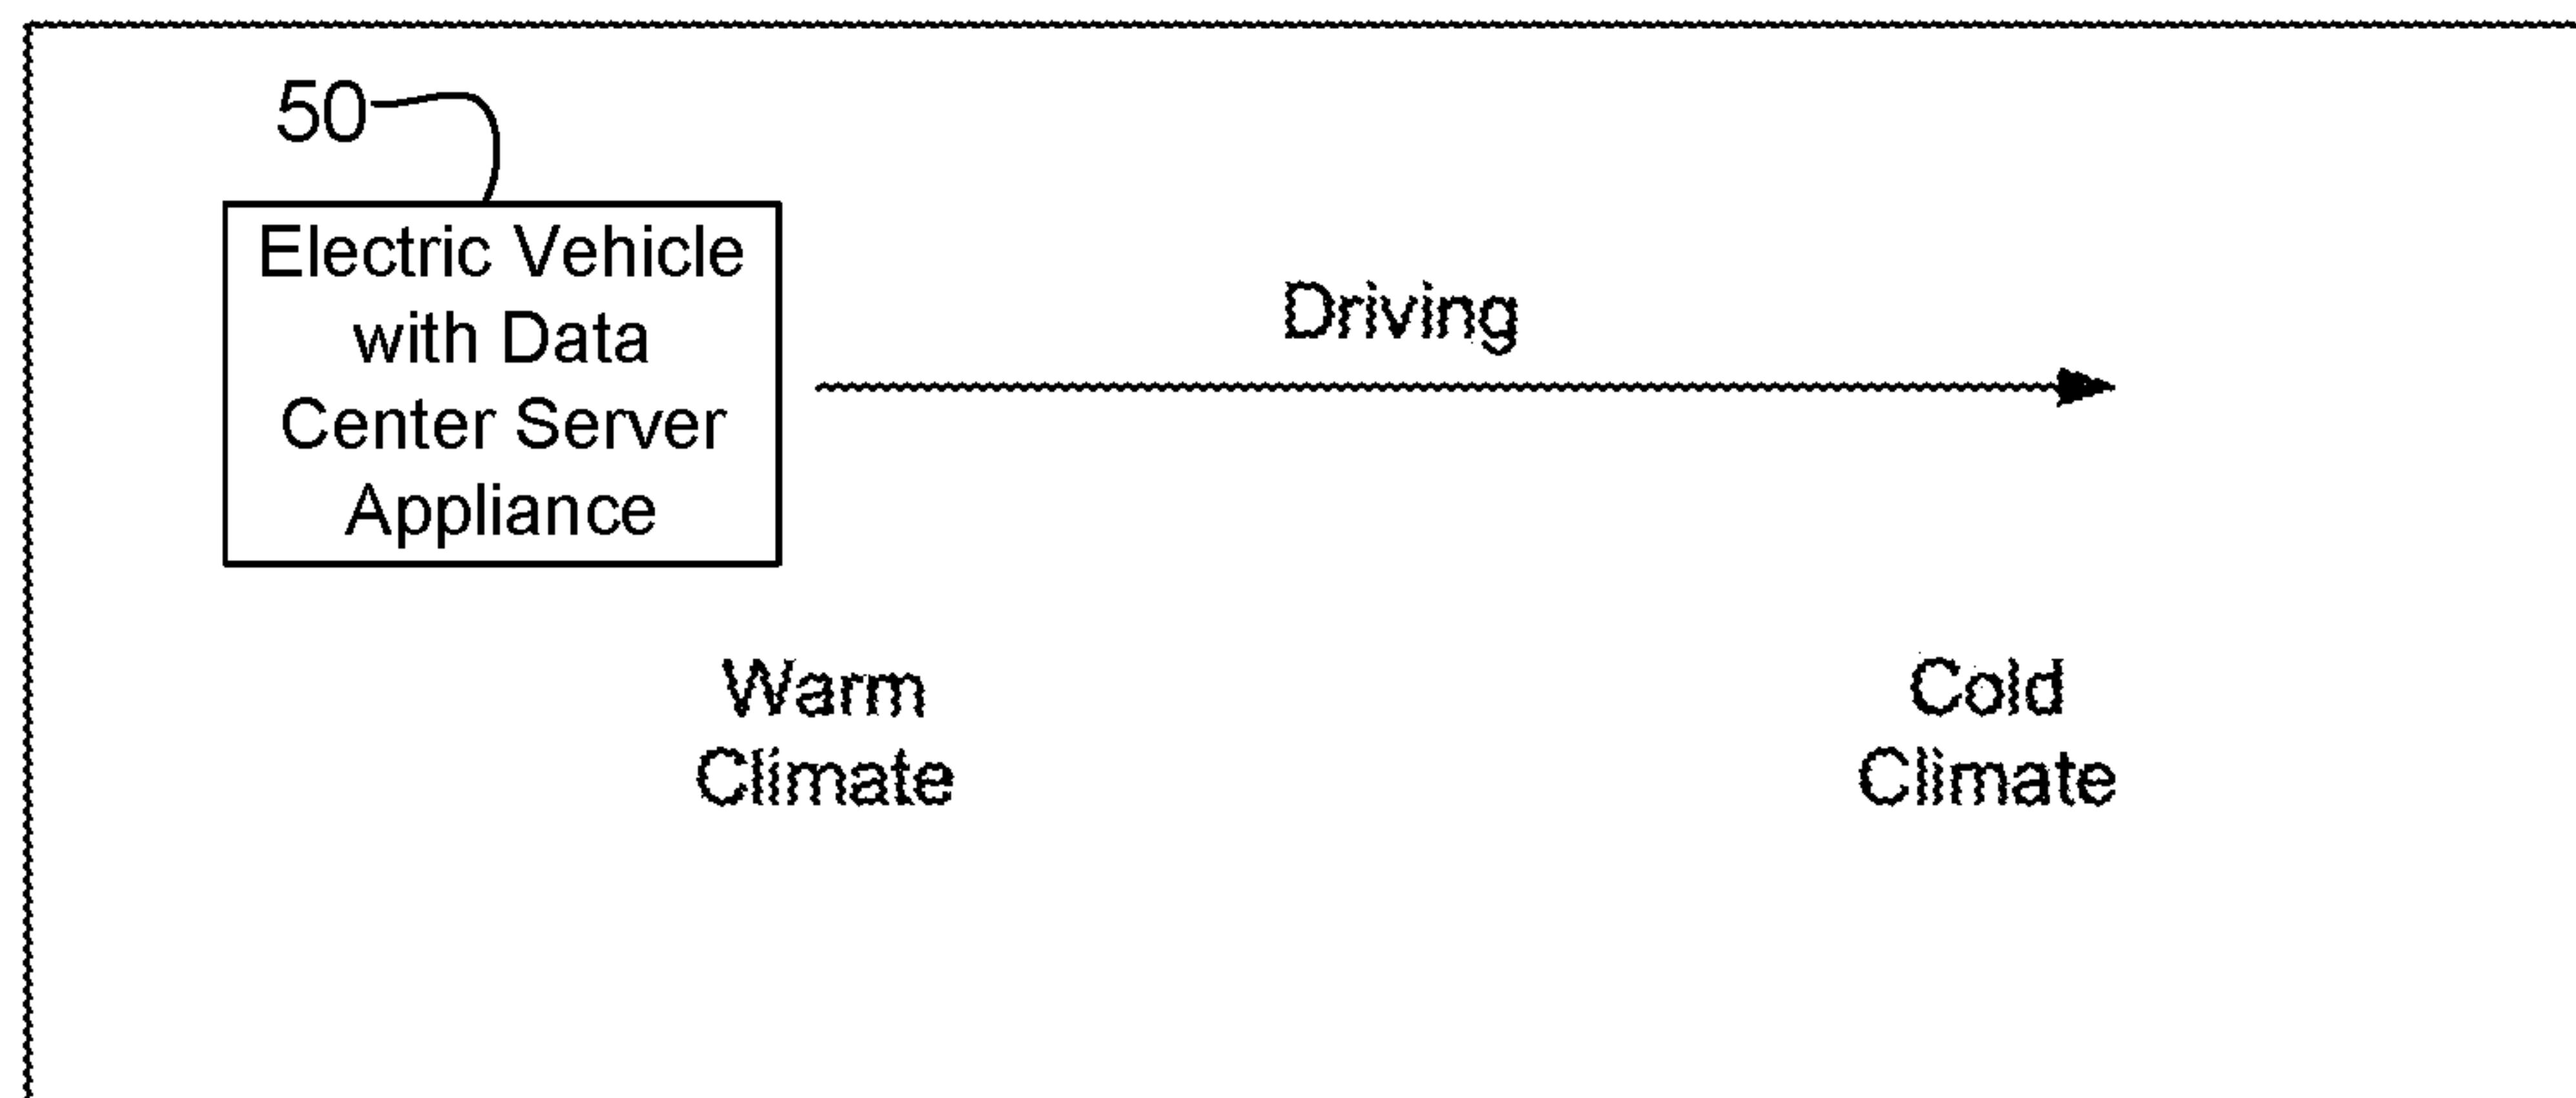 50
Electric Vehicle
with Data
Center Server
Appliance
Driving
Warm
Climate
Cold
Climate